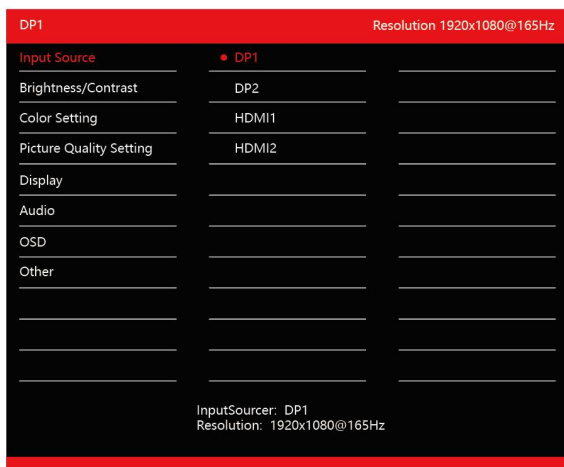 DP1 Resolution 1920x1080@165Hz
Input Source DP1
Brightness/Contrast DP2
Color Setting HDMI1
Picture Quality Setting HDMI2
Display
Audio
OSD
Other
InputSourcer: DP1
Resolution: 1920x1080@165Hz